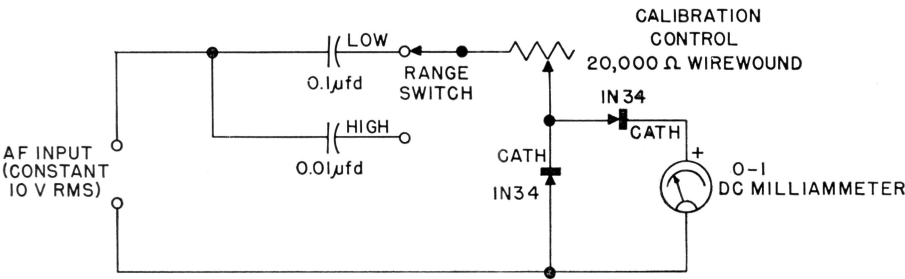 CALIBRATION
CONTROL
20,000 Ω WIREWOUND
LOW
0.1µfd
RANGE
SWITCH
IN34
CATH
HIGH
0.01µfd
AF INPUT
(CONSTANT
10 V RMS)
CATH
IN34
+
0-1
DC MILLIAMMETER